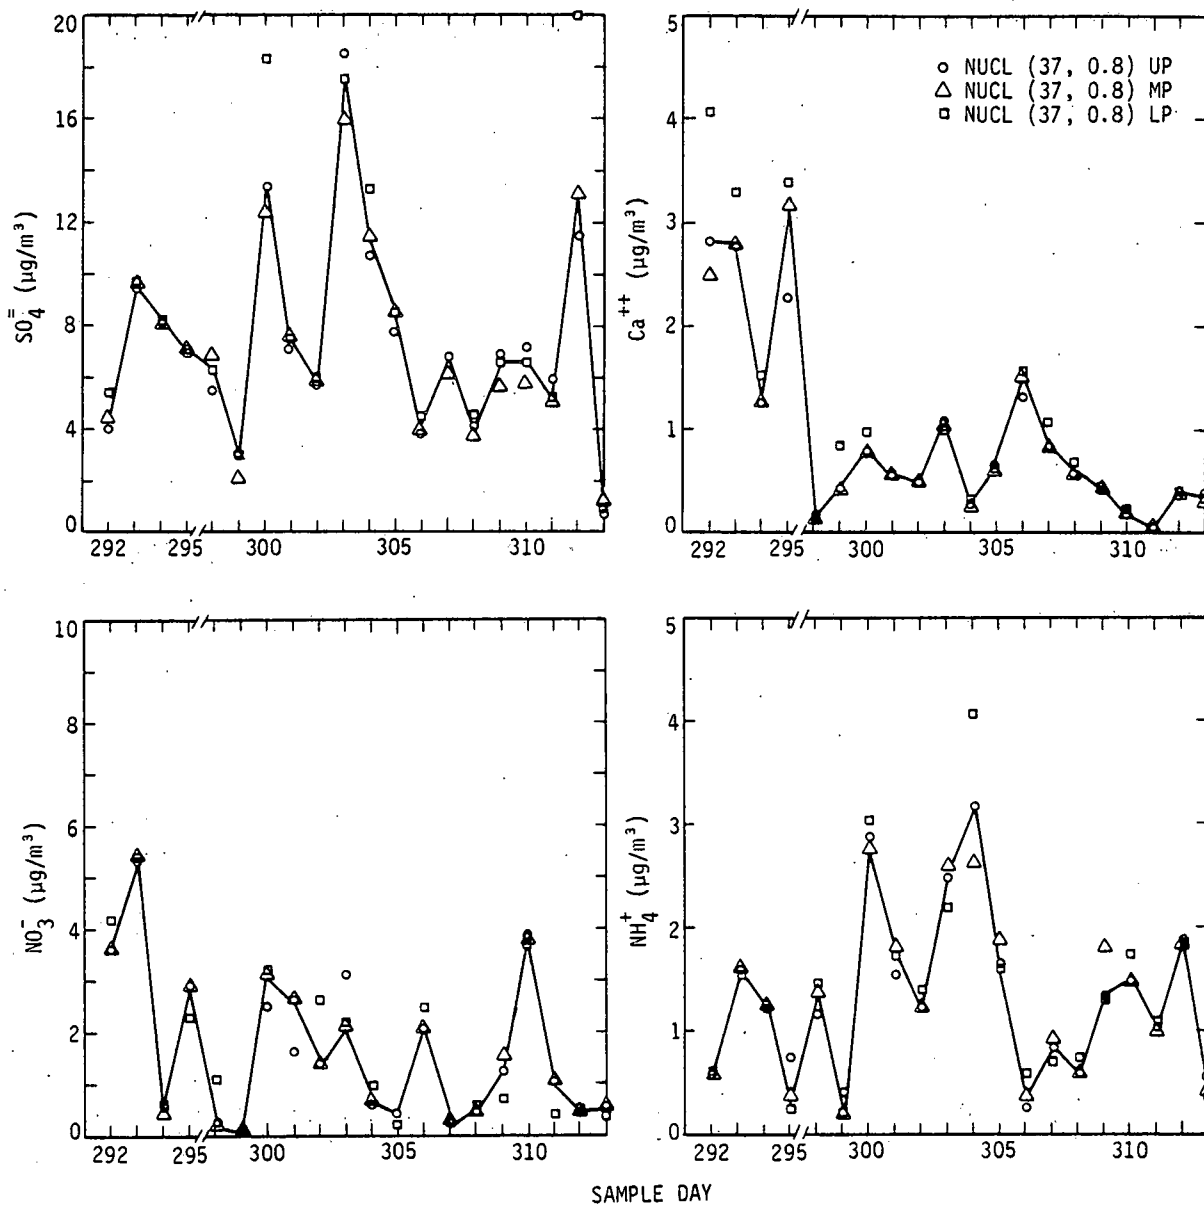 20
16
12
8
4
0
SO₄⁼ (μg/m³)
292 295 300 305 310
5
4
3
2
1
0
Ca⁺⁺ (μg/m³)
NUCL (37, 0.8) UP
NUCL (37, 0.8) MP
NUCL (37, 0.8) LP
292 295 300 305 310
10
8
6
4
2
0
NO₃⁻ (μg/m³)
292 295 300 305 310
5
4
3
2
1
0
NH₄⁺ (μg/m³)
292 295 300 305 310
SAMPLE DAY